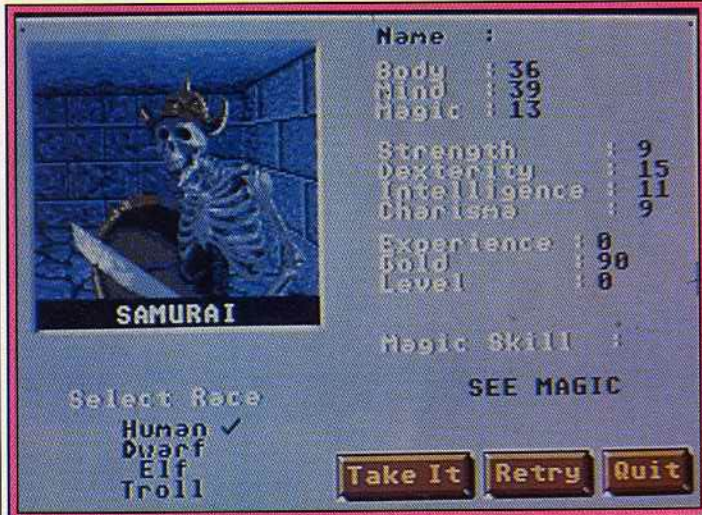 Name :
Body : 36
Mind : 39
Magic : 13
Strength : 9
Dexterity : 15
Intelligence : 11
Charisma : 9
Experience : 0
Gold : 90
Level : 0
Magic Skill :
SEE MAGIC
SAMURAI
Select Race
Human ✓
Dwarf
Elf
Troll
Take It
Retry
Quit